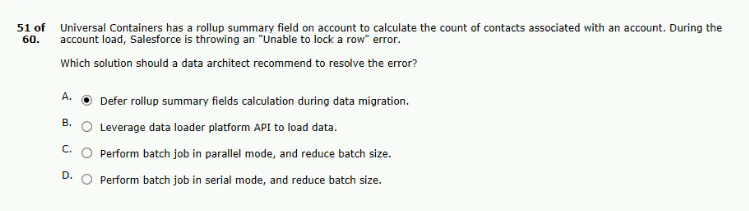 51 of 60. Universal Containers has a rollup summary field on account to calculate the count of contacts associated with an account. During the
account load, Salesforce is throwing an "Unable to lock a row" error.
Which solution should a data architect recommend to resolve the error?
A. Defer rollup summary fields calculation during data migration.
B. Leverage data loader platform API to load data.
C. Perform batch job in parallel mode, and reduce batch size.
D. Perform batch job in serial mode, and reduce batch size.